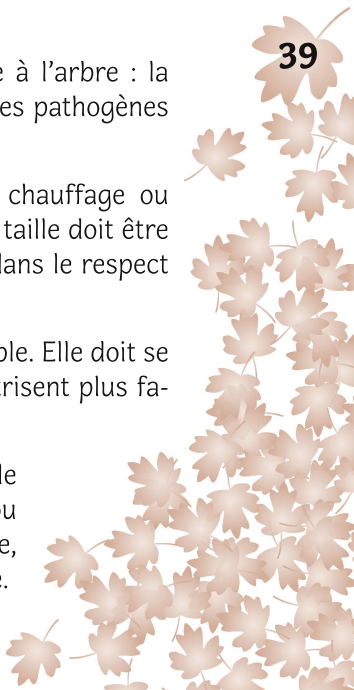 39
à l'arbre : la
es pathogènes
chauffage ou
taille doit être
dans le respect
ble. Elle doit se
trisent plus fa-
le
ou
e,
e.